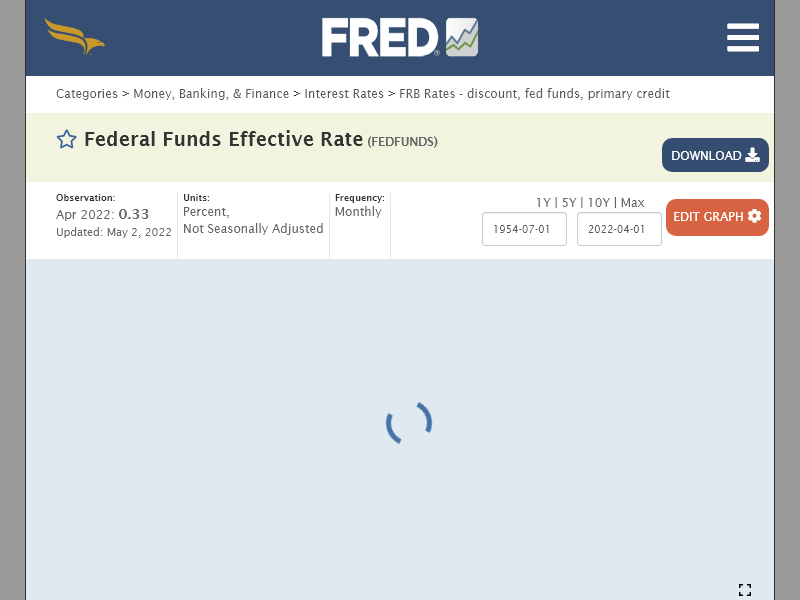 FRED
Categories > Money, Banking, & Finance > Interest Rates > FRB Rates - discount, fed funds, primary credit
Federal Funds Effective Rate (FEDFUNDS)
DOWNLOAD
Observation:
Apr 2022: 0.33
Updated: May 2, 2022
Units:
Percent,
Not Seasonally Adjusted
Frequency:
Monthly
1Y | 5Y | 10Y | Max
1954-07-01
2022-04-01
EDIT GRAPH